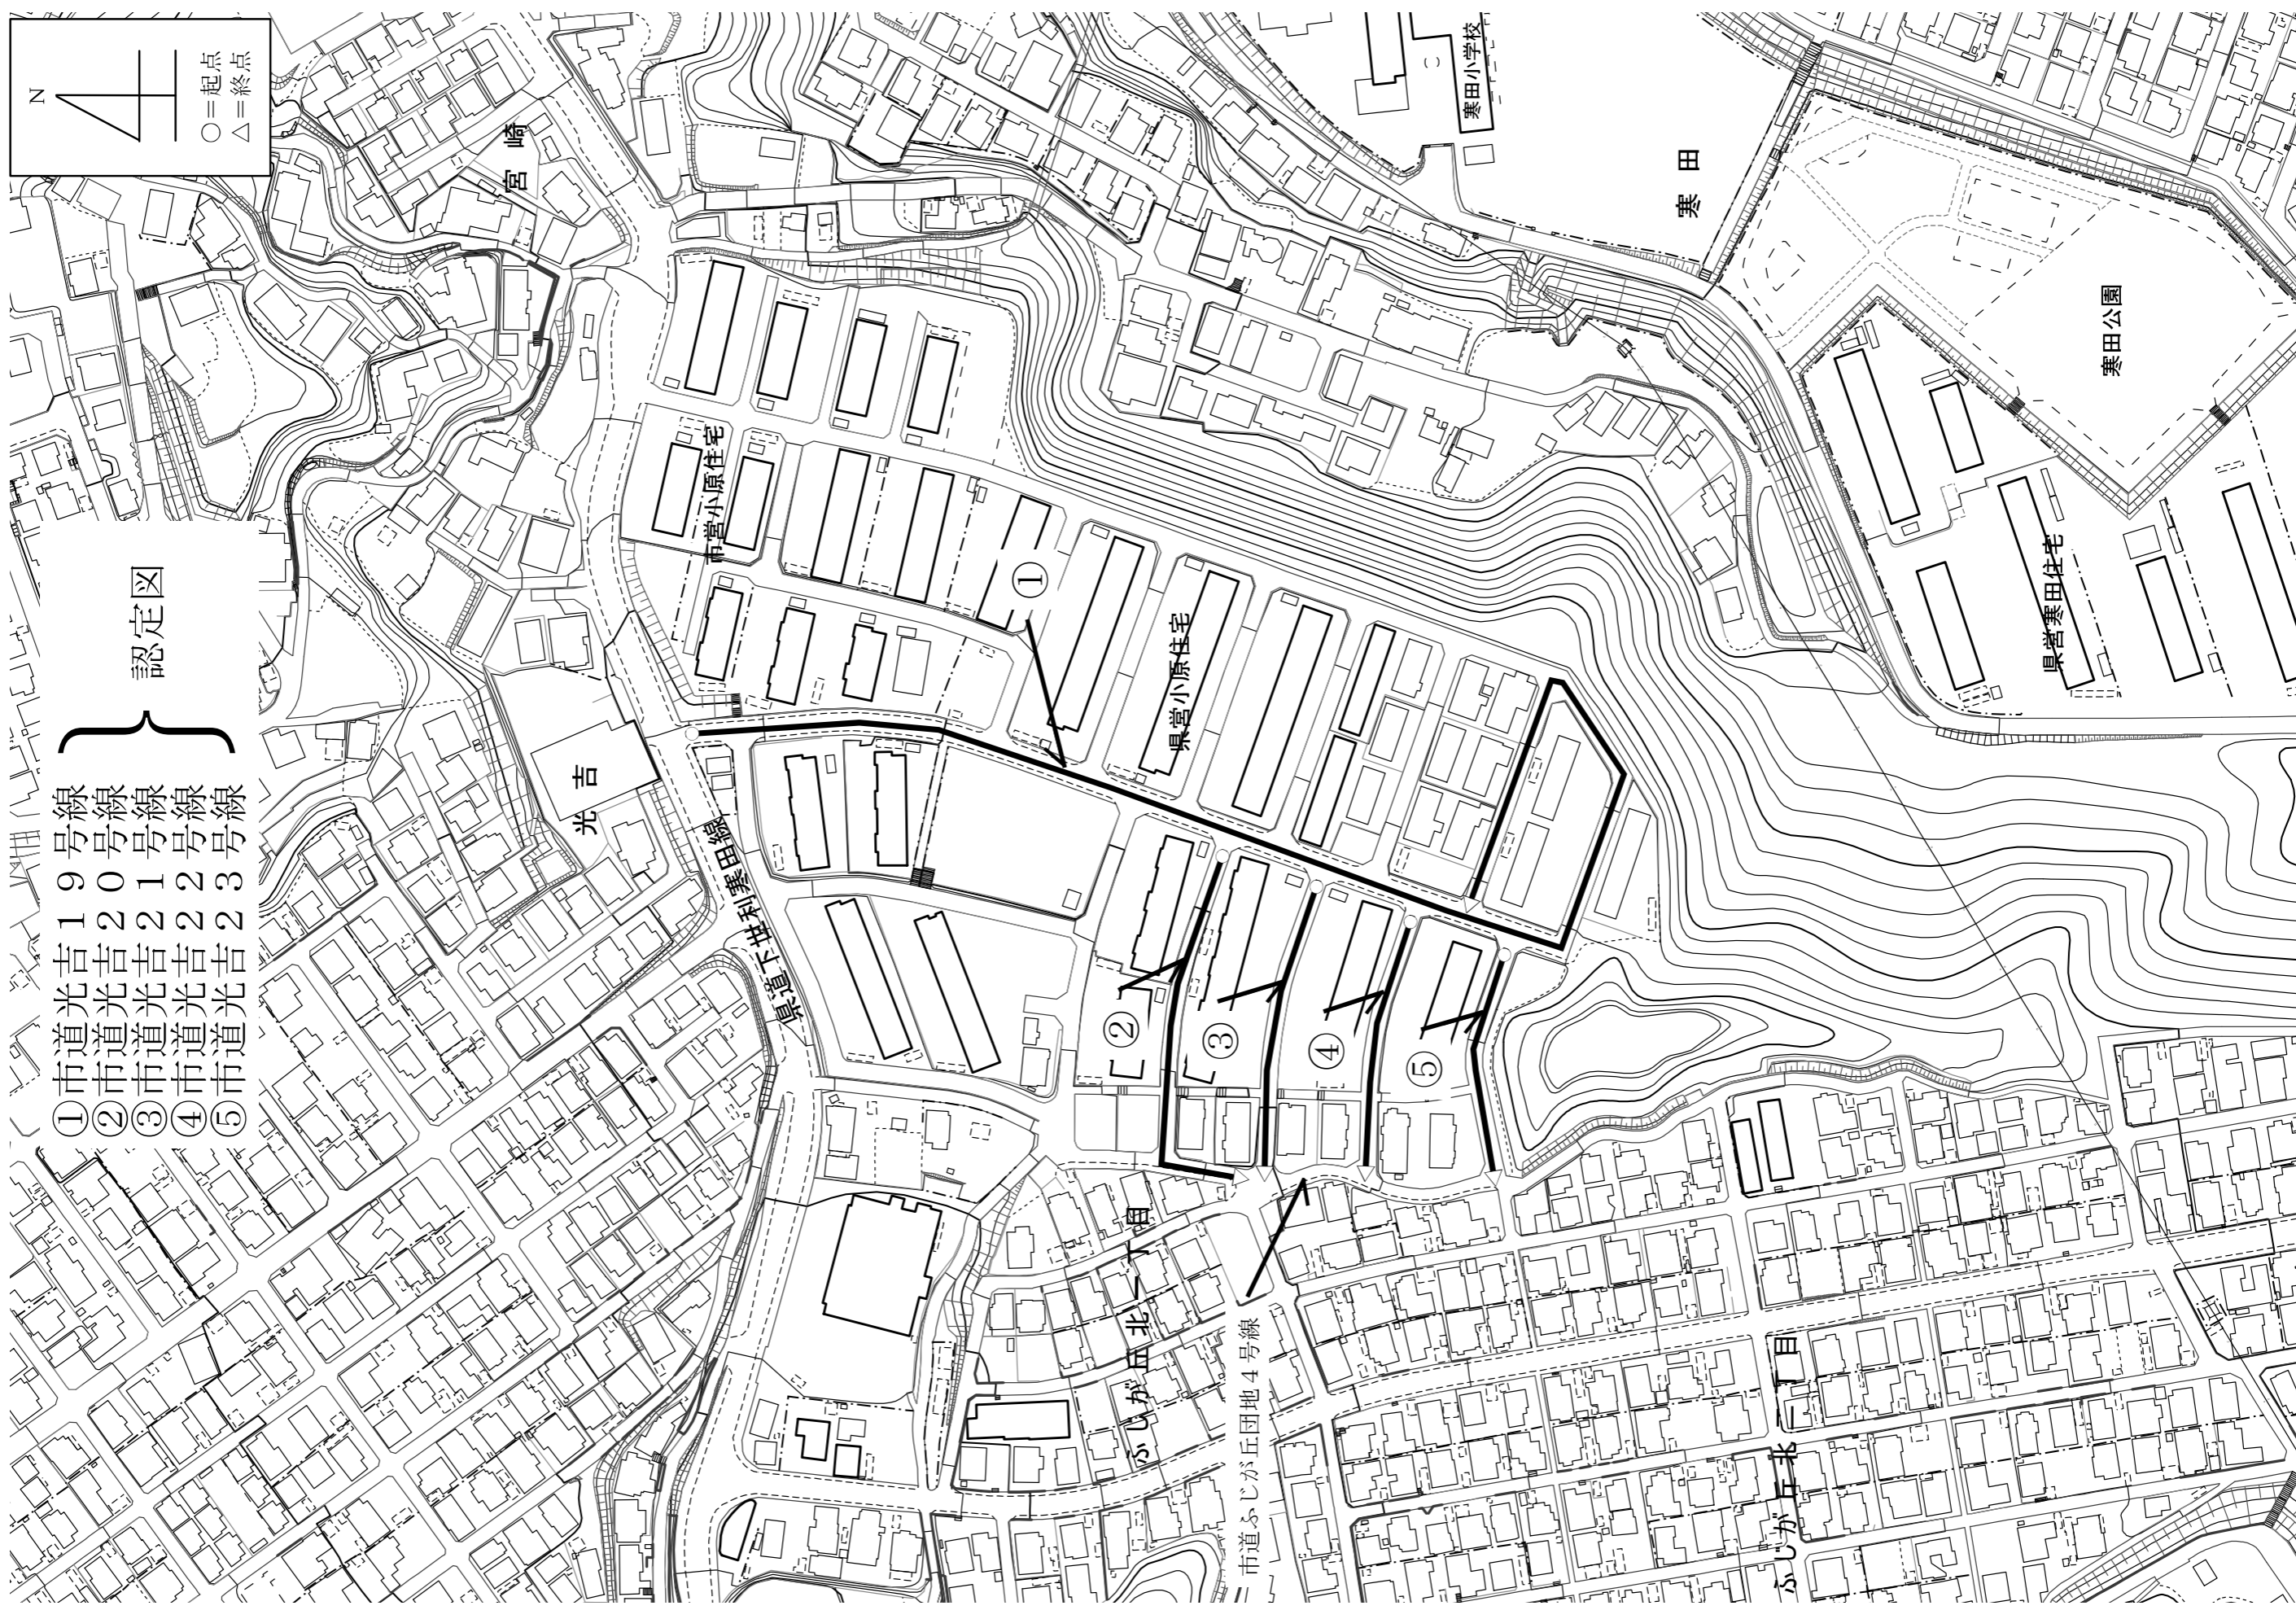 ①市道光吉１９号線
②市道光吉２０号線
③市道光吉２１号線
④市道光吉２２号線
⑤市道光吉２３号線
認定図
N
○＝起点
△＝終点
宮崎
寒田小学校
寒田
寒田公園
市営小原住宅
①
県営小原住宅
県営寒田住宅
光吉
県道下世利寒田線
②
③
④
⑤
ふじが丘北一丁目
市道ふじが丘団地４号線
ふじが丘北二丁目